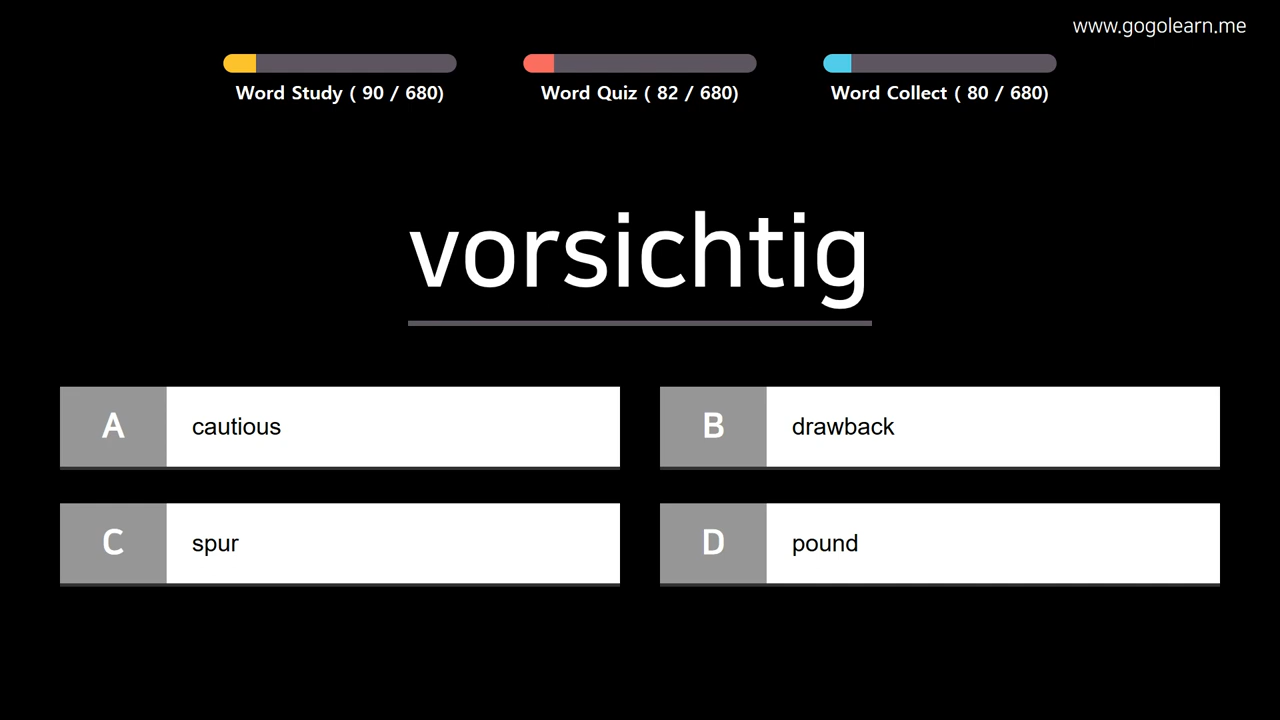 www.gogolearn.me
Word Study ( 90 / 680)
Word Quiz ( 82 / 680)
Word Collect ( 80 / 680)
vorsichtig
A cautious
B drawback
C spur
D pound